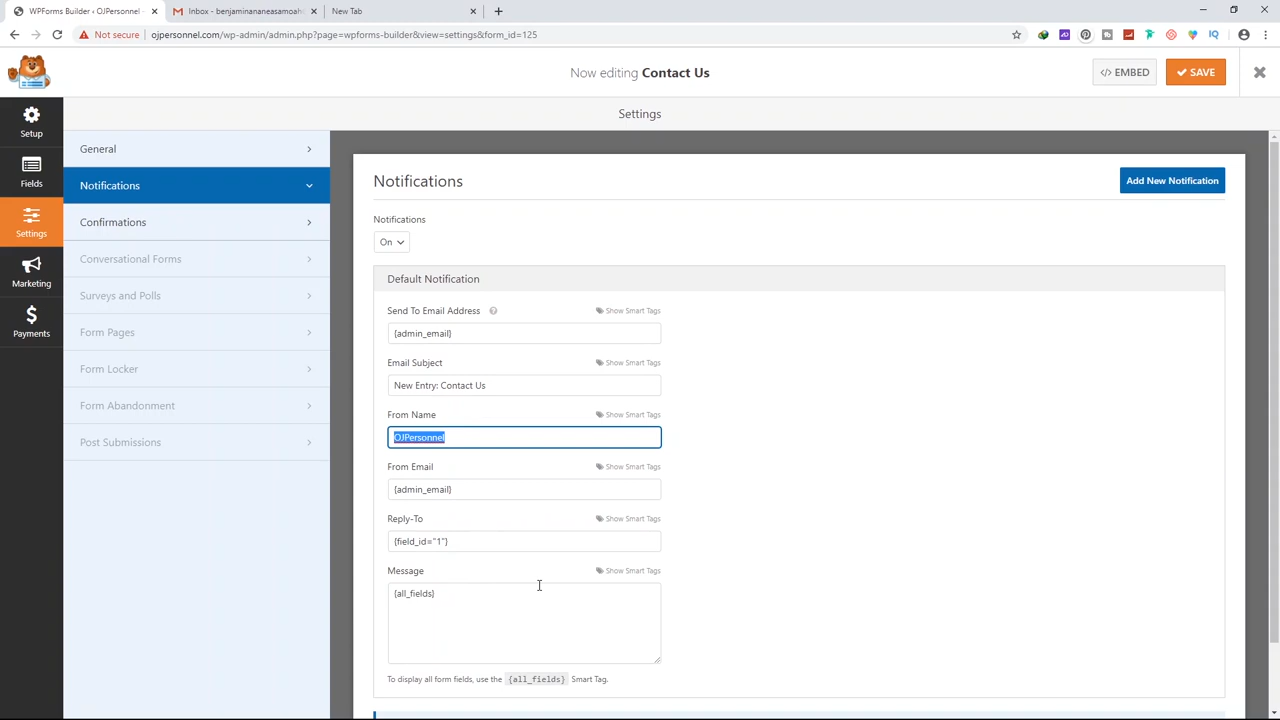 WPForms Builder ‹ OJPersonnel
Inbox - benjaminananeasamoah
New Tab
Not secure
ojpersonnel.com/wp-admin/admin.php?page=wpforms-builder&view=settings&form_id=125
Now editing Contact Us
</> EMBED
SAVE
Settings
Setup
Fields
Settings
Marketing
Payments
General
Notifications
Confirmations
Conversational Forms
Surveys and Polls
Form Pages
Form Locker
Form Abandonment
Post Submissions
Notifications
Add New Notification
Notifications
On
Default Notification
Send To Email Address
Show Smart Tags
{admin_email}
Email Subject
Show Smart Tags
New Entry: Contact Us
From Name
Show Smart Tags
OJPersonnel
From Email
Show Smart Tags
{admin_email}
Reply-To
Show Smart Tags
{field_id="1"}
Message
Show Smart Tags
{all_fields}
To display all form fields, use the {all_fields} Smart Tag.